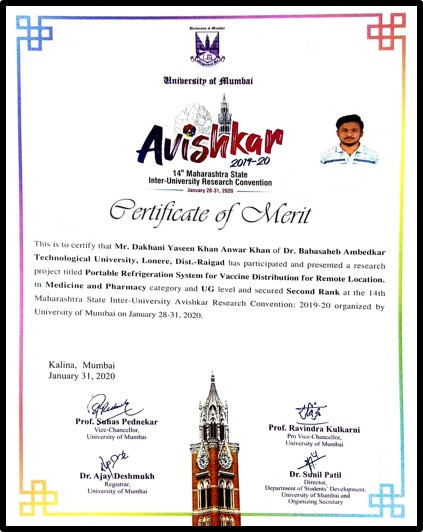 University of Mumbai
University of Mumbai
Avishkar
2019-20
14th Maharashtra State
Inter-University Research Convention
January 28-31, 2020
Certificate of Merit
This is to certify that Mr. Dakhani Yaseen Khan Anwar Khan of Dr. Babasaheb Ambedkar
Technological University, Lonere, Dist.-Raigad has participated and presented a research
project titled Portable Refrigeration System for Vaccine Distribution for Remote Location.
in Medicine and Pharmacy category and UG level and secured Second Rank at the 14th
Maharashtra State Inter-University Avishkar Research Convention: 2019-20 organized by
University of Mumbai on January 28-31, 2020.
Kalina, Mumbai
January 31, 2020
Prof. Suhas Pednekar
Vice-Chancellor,
University of Mumbai
Prof. Ravindra Kulkarni
Pro Vice-Chancellor,
University of Mumbai
Dr. Ajay Deshmukh
Registrar,
University of Mumbai
Dr. Sunil Patil
Director,
Department of Students' Development,
University of Mumbai and
Organizing Secretary